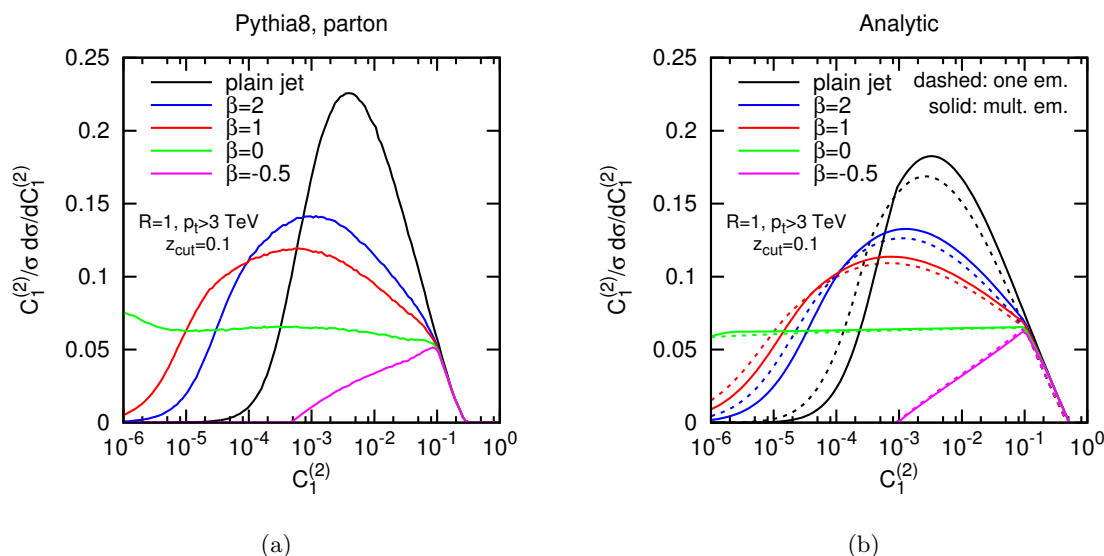 Pythia8, parton
C₁⁽²⁾/σ dσ/dC₁⁽²⁾
0.25
0.2
0.15
0.1
0.05
0
plain jet
β=2
β=1
β=0
β=-0.5
R=1, pₜ>3 TeV
z_cut=0.1
10⁻⁶ 10⁻⁵ 10⁻⁴ 10⁻³ 10⁻² 10⁻¹ 10⁰
C₁⁽²⁾
(a)
Analytic
C₁⁽²⁾/σ dσ/dC₁⁽²⁾
0.25
0.2
0.15
0.1
0.05
0
plain jet
β=2
β=1
β=0
β=-0.5
dashed: one em.
solid: mult. em.
R=1, pₜ>3 TeV
z_cut=0.1
10⁻⁶ 10⁻⁵ 10⁻⁴ 10⁻³ 10⁻² 10⁻¹ 10⁰
C₁⁽²⁾
(b)